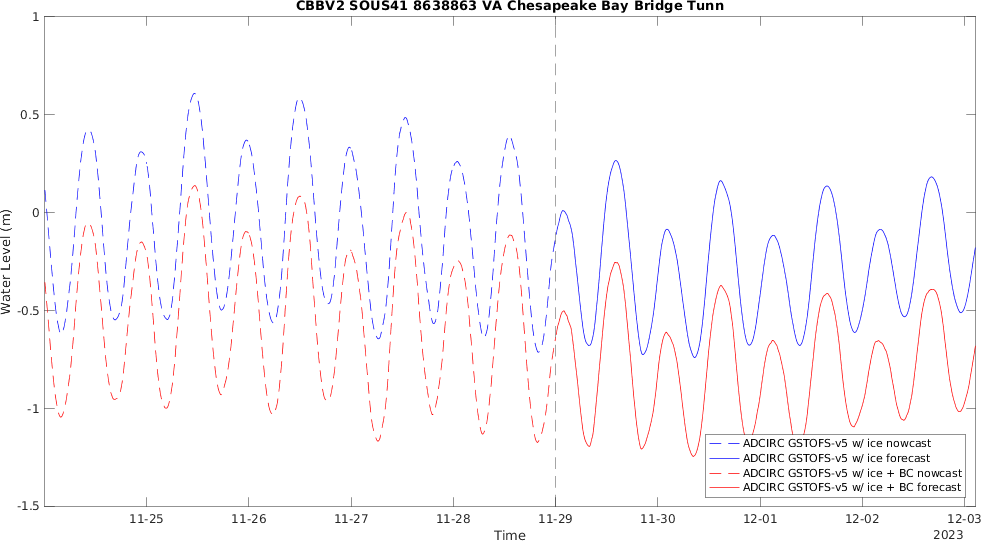 CBBV2 SOUS41 8638863 VA Chesapeake Bay Bridge Tunn
1
0.5
0
-0.5
-1
-1.5
Water Level (m)
ADCIRC GSTOFS-v5 w/ ice nowcast
ADCIRC GSTOFS-v5 w/ ice forecast
ADCIRC GSTOFS-v5 w/ ice + BC nowcast
ADCIRC GSTOFS-v5 w/ ice + BC forecast
11-25 11-26 11-27 11-28 11-29 11-30 12-01 12-02 12-03
Time 2023